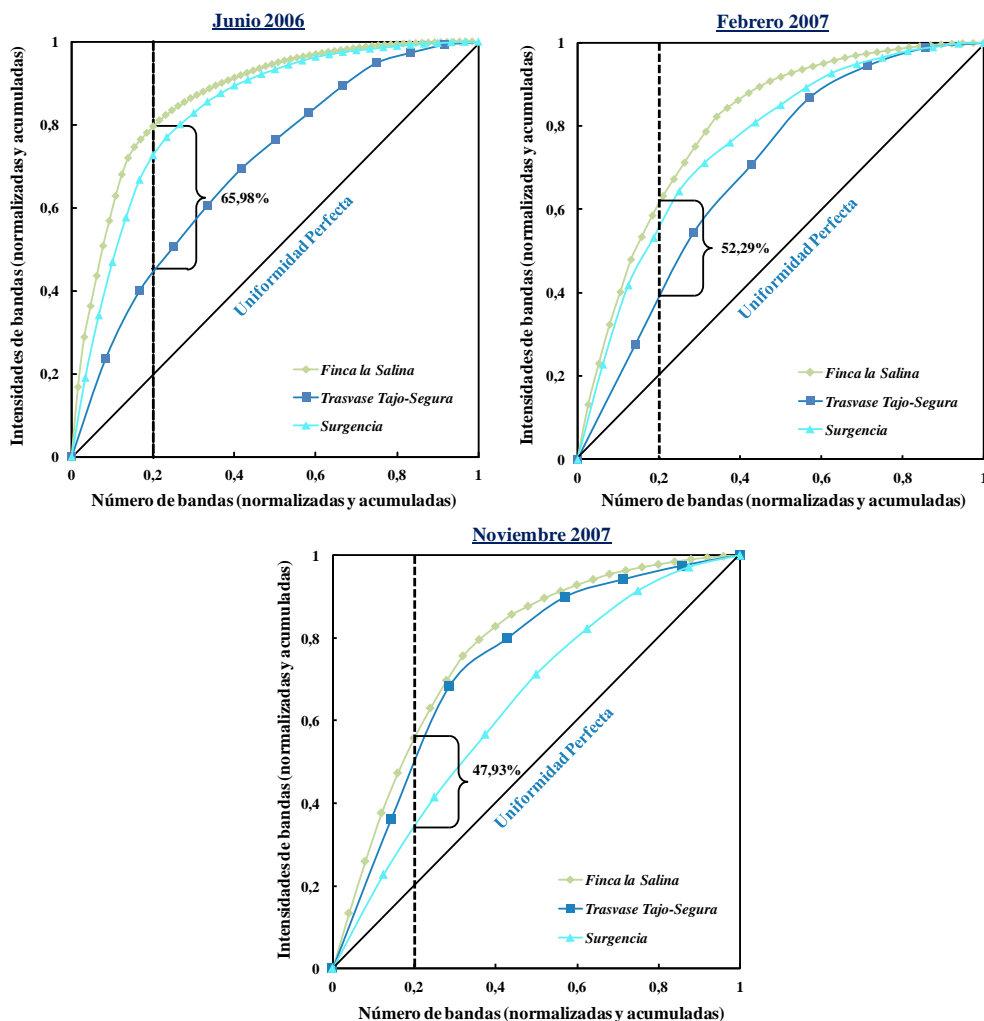 Junio 2006
Intensidades de bandas (normalizadas y acumuladas)
1
0,8
0,6
0,4
0,2
0
0
0,2
0,4
0,6
0,8
1
Número de bandas (normalizadas y acumuladas)
65,98%
Uniformidad Perfecta
Finca la Salina
Trasvase Tajo-Segura
Surgencia
Febrero 2007
Intensidades de bandas (normalizadas y acumuladas)
1
0,8
0,6
0,4
0,2
0
0
0,2
0,4
0,6
0,8
1
Número de bandas (normalizadas y acumuladas)
52,29%
Uniformidad Perfecta
Finca la Salina
Trasvase Tajo-Segura
Surgencia
Noviembre 2007
Intensidades de bandas (normalizadas y acumuladas)
1
0,8
0,6
0,4
0,2
0
0
0,2
0,4
0,6
0,8
1
Número de bandas (normalizadas y acumuladas)
47,93%
Uniformidad Perfecta
Finca la Salina
Trasvase Tajo-Segura
Surgencia